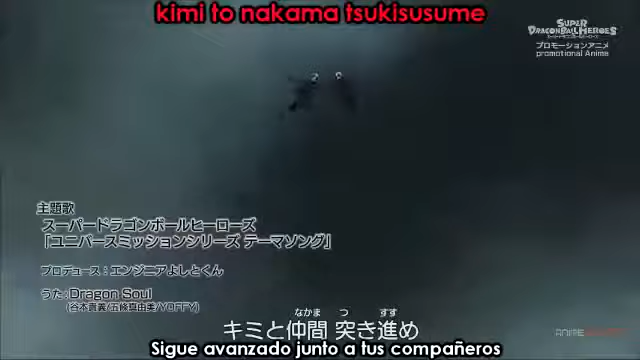 kimi to nakama tsukisusume
SUPER
DRAGONBALL HEROES
プロモーションアニメ
promotional Anime
主題歌
スーパードラゴンボールヒーローズ
「ユニバースミッションシリーズ テーマソング」
プロデュース：エンジニアよしとくん
うた：Dragon Soul
なかま つ すす
キミと仲間 突き進め
Sigue avanzado junto a tus compañeros